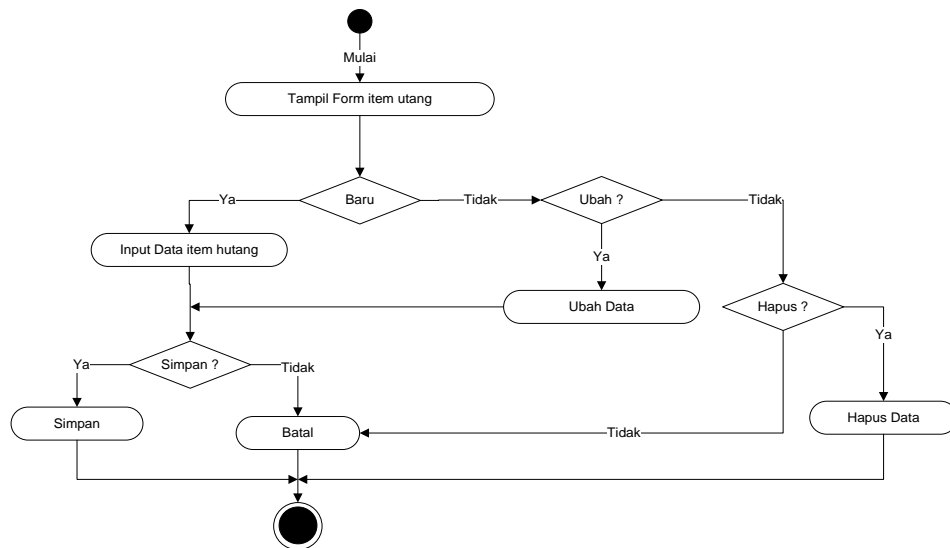 Mulai
Tampil Form item utang
Baru
Ya
Tidak
Ubah ?
Tidak
Input Data item hutang
Ya
Ubah Data
Hapus ?
Ya
Simpan ?
Ya
Tidak
Simpan
Batal
Tidak
Hapus Data